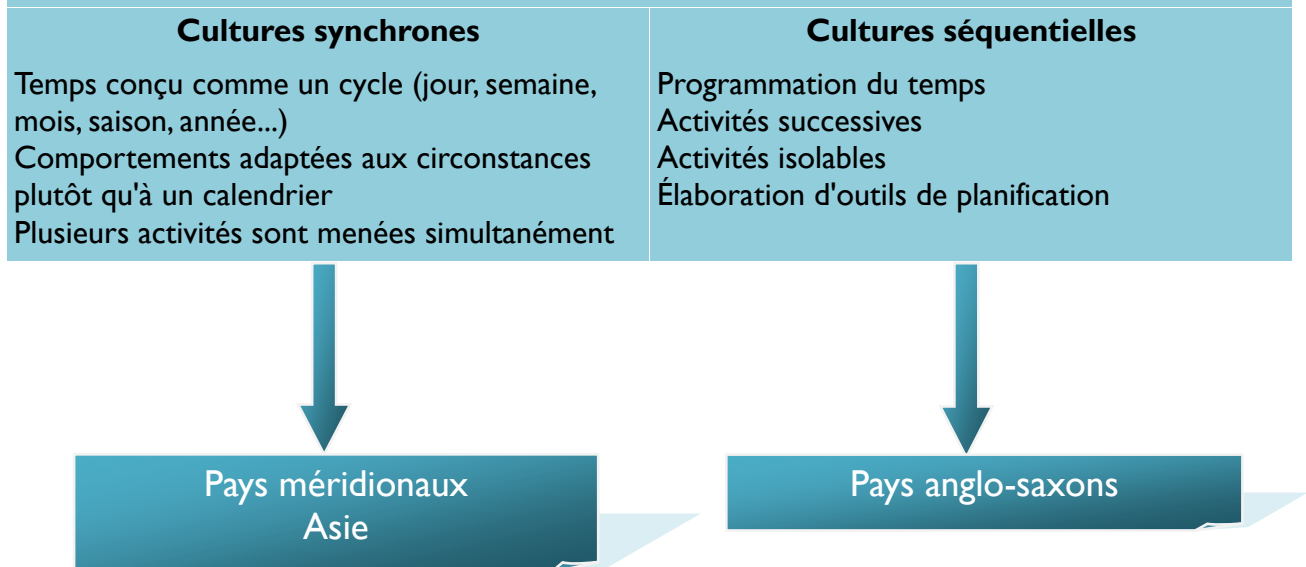 Cultures synchrones
Temps conçu comme un cycle (jour, semaine,
mois, saison, année...)
Comportements adaptées aux circonstances
plutôt qu'à un calendrier
Plusieurs activités sont menées simultanément
Cultures séquentielles
Programmation du temps
Activités successives
Activités isolables
Élaboration d'outils de planification
Pays méridionaux
Asie
Pays anglo-saxons